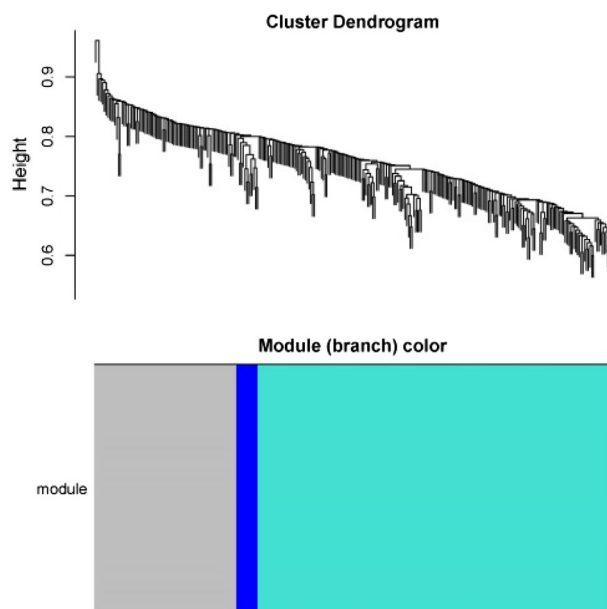 Cluster Dendrogram
Height
0.9
0.8
0.7
0.6
Module (branch) color
module